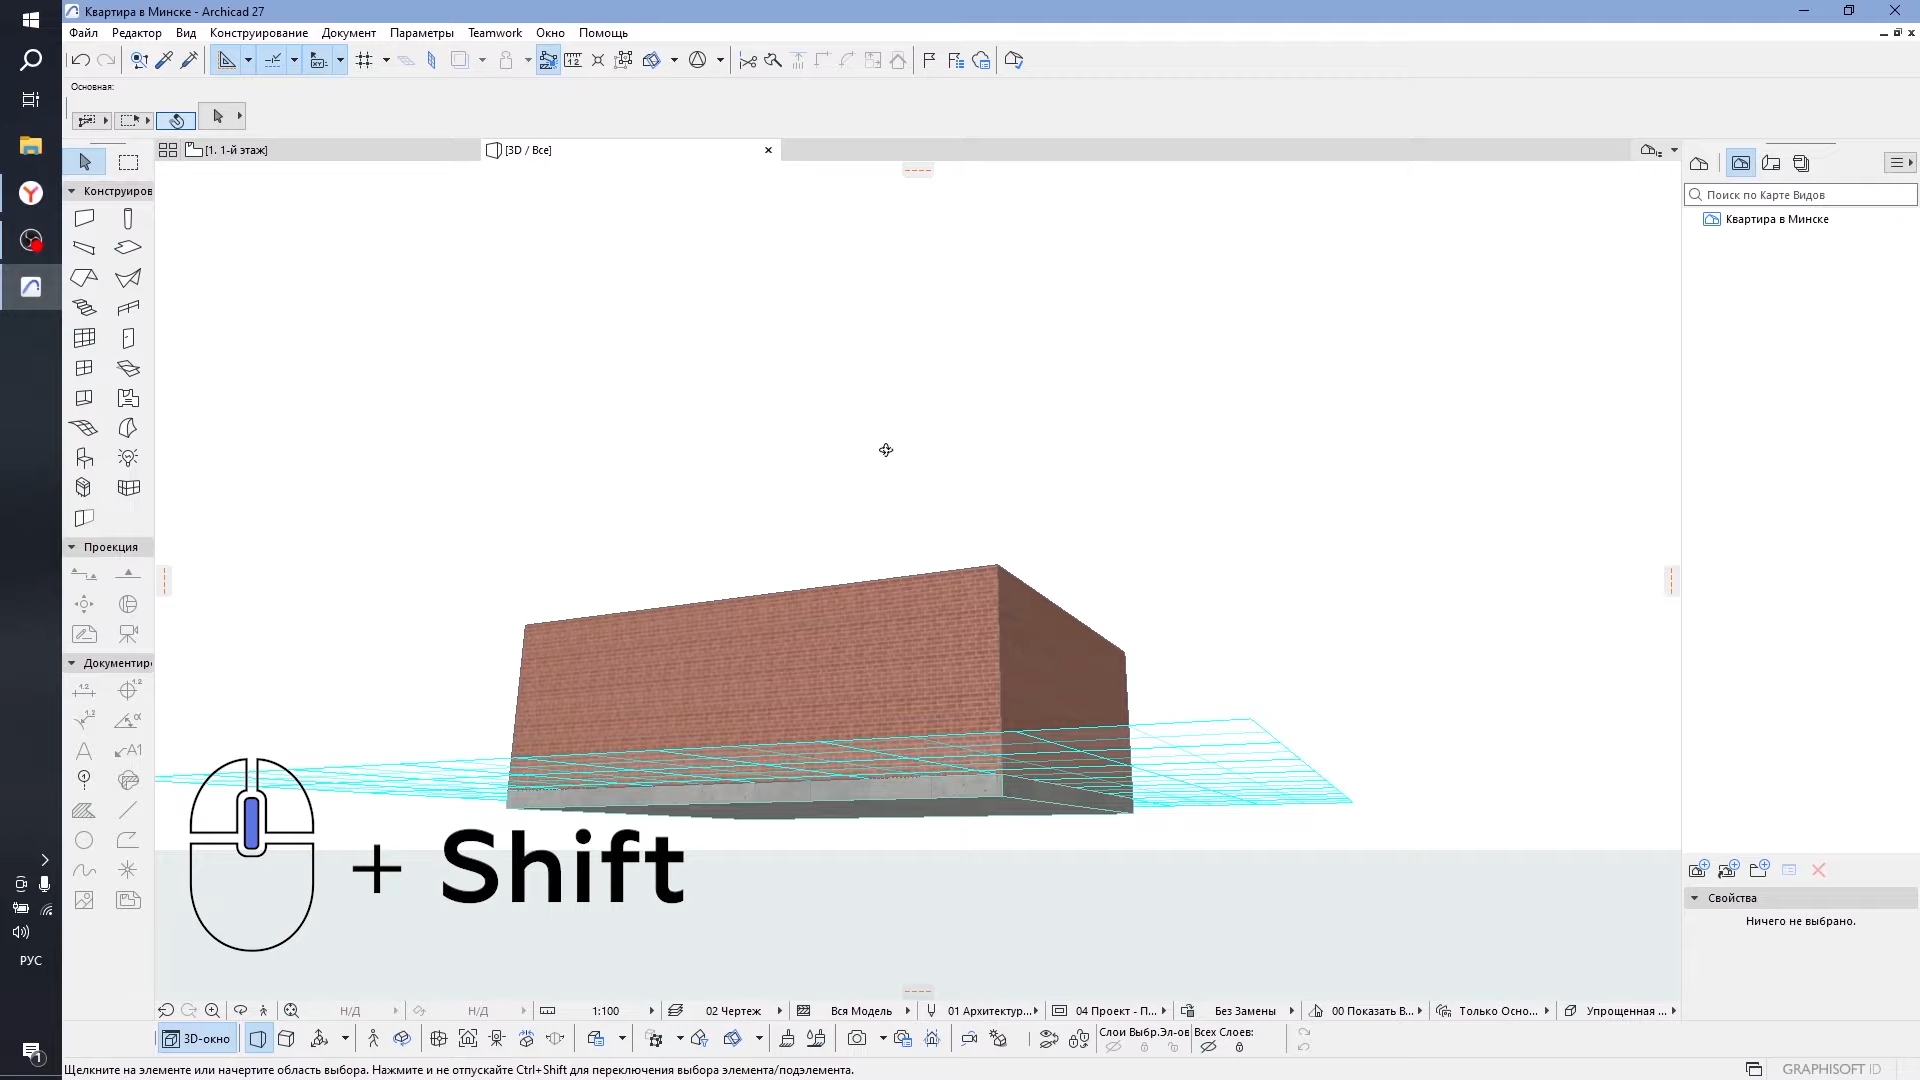 Квартира в Минске - Archicad 27
Файл Редактор Вид Конструирование Документ Параметры Teamwork Окно Помощь
Основная:
[1. 1-й этаж]
[3D / Все]
Конструиров
Проекция
Документир
Поиск по Карте Видов
Квартира в Минске
+ Shift
Свойства
Ничего не выбрано.
РУС
Н/Д
Н/Д
1:100
02 Чертеж
Вся Модель
01 Архитектур...
04 Проект - П...
Без Замены
00 Показать В...
Только Осно...
Упрощенная ...
3D-окно
Слои Выбр.Эл-ов
Всех Слоев:
Щелкните на элементе или начертите область выбора. Нажмите и не отпускайте Ctrl+Shift для переключения выбора элемента/подэлемента.
GRAPHISOFT ID